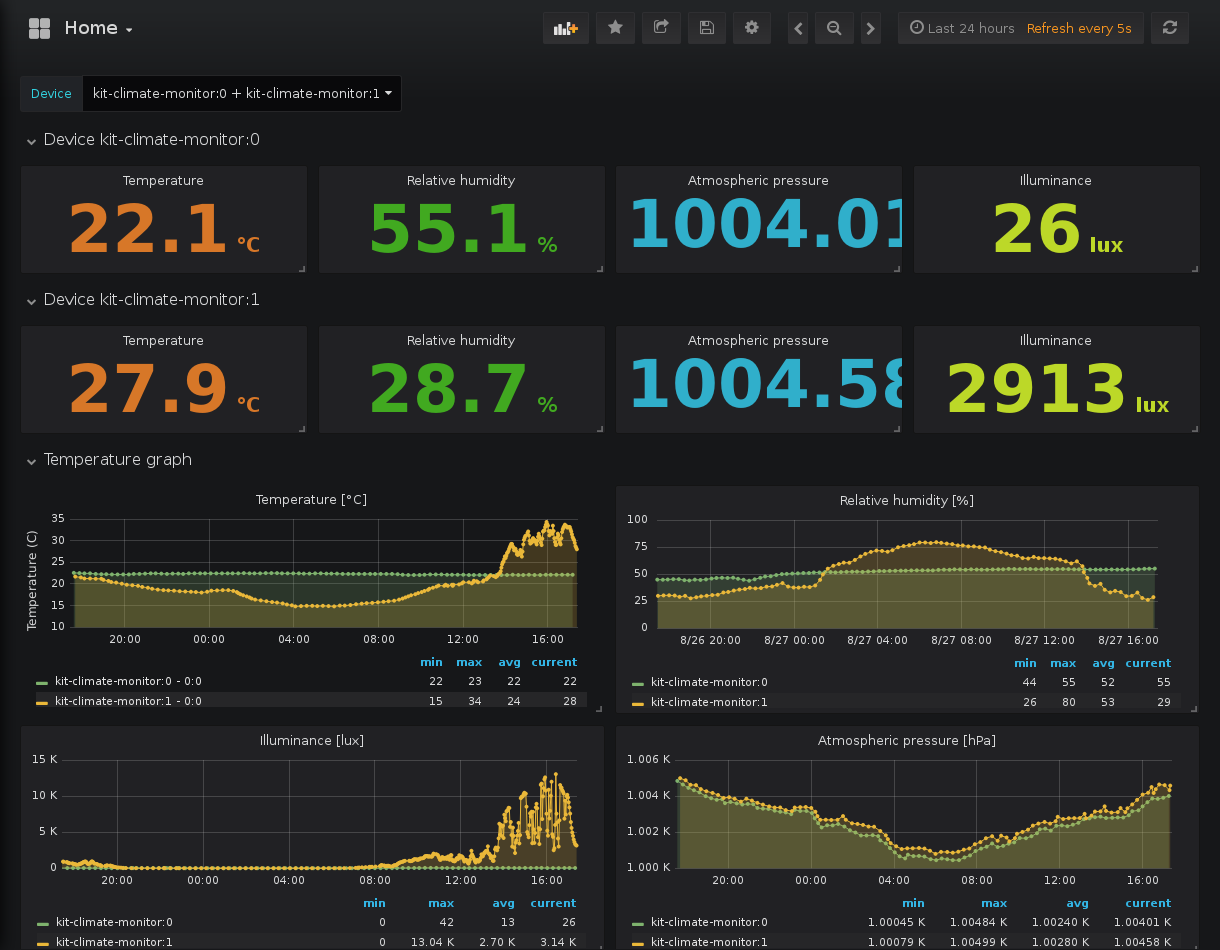 Home
Last 24 hours Refresh every 5s
Device kit-climate-monitor:0 + kit-climate-monitor:1
Device kit-climate-monitor:0
Temperature Relative humidity Atmospheric pressure Illuminance
22.1 °C 55.1 % 1004.01 26 lux
Device kit-climate-monitor:1
Temperature Relative humidity Atmospheric pressure Illuminance
27.9 °C 28.7 % 1004.58 2913 lux
Temperature graph
Temperature [°C]
Temperature (C)
35
30
25
20
15
10
20:00 00:00 04:00 08:00 12:00 16:00
min max avg current
kit-climate-monitor:0 - 0:0 22 23 22 22
kit-climate-monitor:1 - 0:0 15 34 24 28
Relative humidity [%]
100
75
50
25
0
8/26 20:00 8/27 00:00 8/27 04:00 8/27 08:00 8/27 12:00 8/27 16:00
min max avg current
kit-climate-monitor:0 44 55 52 55
kit-climate-monitor:1 26 80 53 29
Illuminance [lux]
15 K
10 K
5 K
0
20:00 00:00 04:00 08:00 12:00 16:00
min max avg current
kit-climate-monitor:0 0 42 13 26
kit-climate-monitor:1 0 13.04 K 2.70 K 3.14 K
Atmospheric pressure [hPa]
1.006 K
1.004 K
1.002 K
1.000 K
20:00 00:00 04:00 08:00 12:00 16:00
min max avg current
kit-climate-monitor:0 1.00045 K 1.00484 K 1.00240 K 1.00401 K
kit-climate-monitor:1 1.00079 K 1.00499 K 1.00280 K 1.00458 K